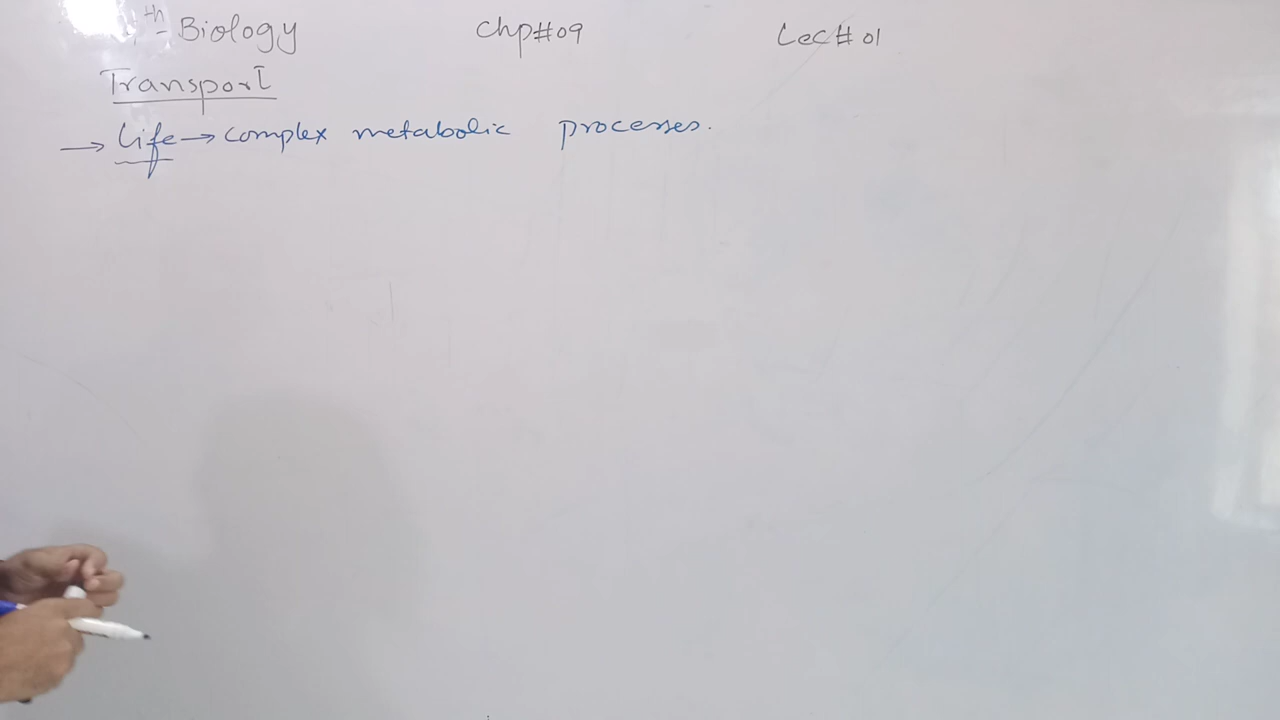 th Biology Chp#09 Lec# 01
Transport
→ Life → complex metabolic processes.